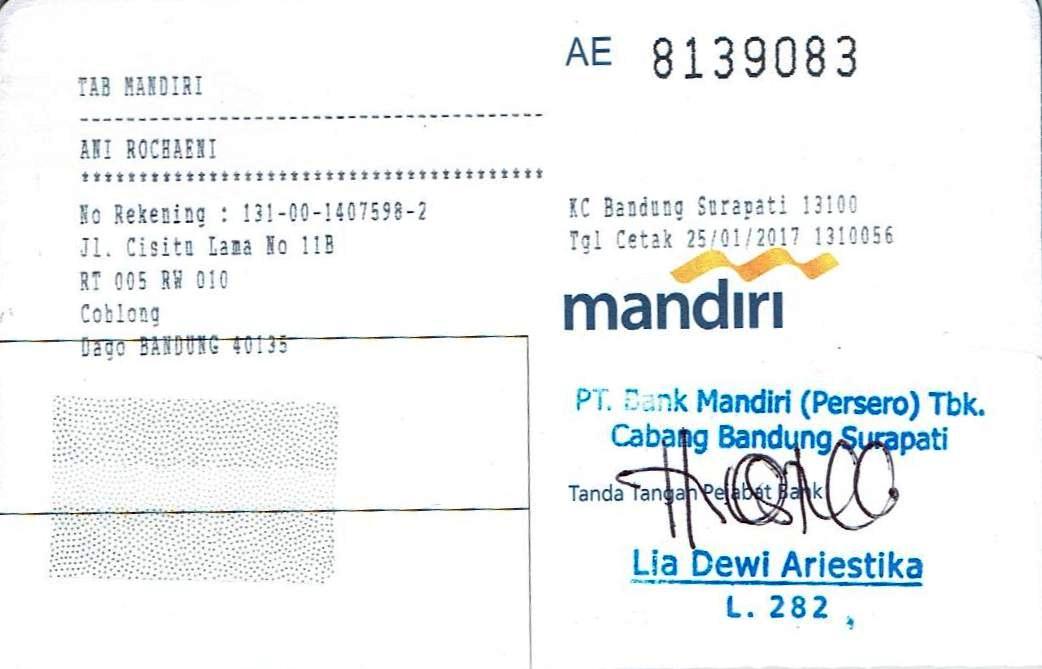 TAB MANDIRI
----------------------------------------
ANI ROCHAENI
****************************************
No Rekening : 131-00-1407598-2
Jl. Cisitu Lama No 11B
RT 005 RW 010
Coblong
Dago BANDUNG 40135
AE 8139083
KC Bandung Surapati 13100
Tgl Cetak 25/01/2017 1310056
mandiri
PT. Bank Mandiri (Persero) Tbk.
Cabang Bandung Surapati
Tanda Tangan Pejabat Bank
Lia Dewi Ariestika
L. 282